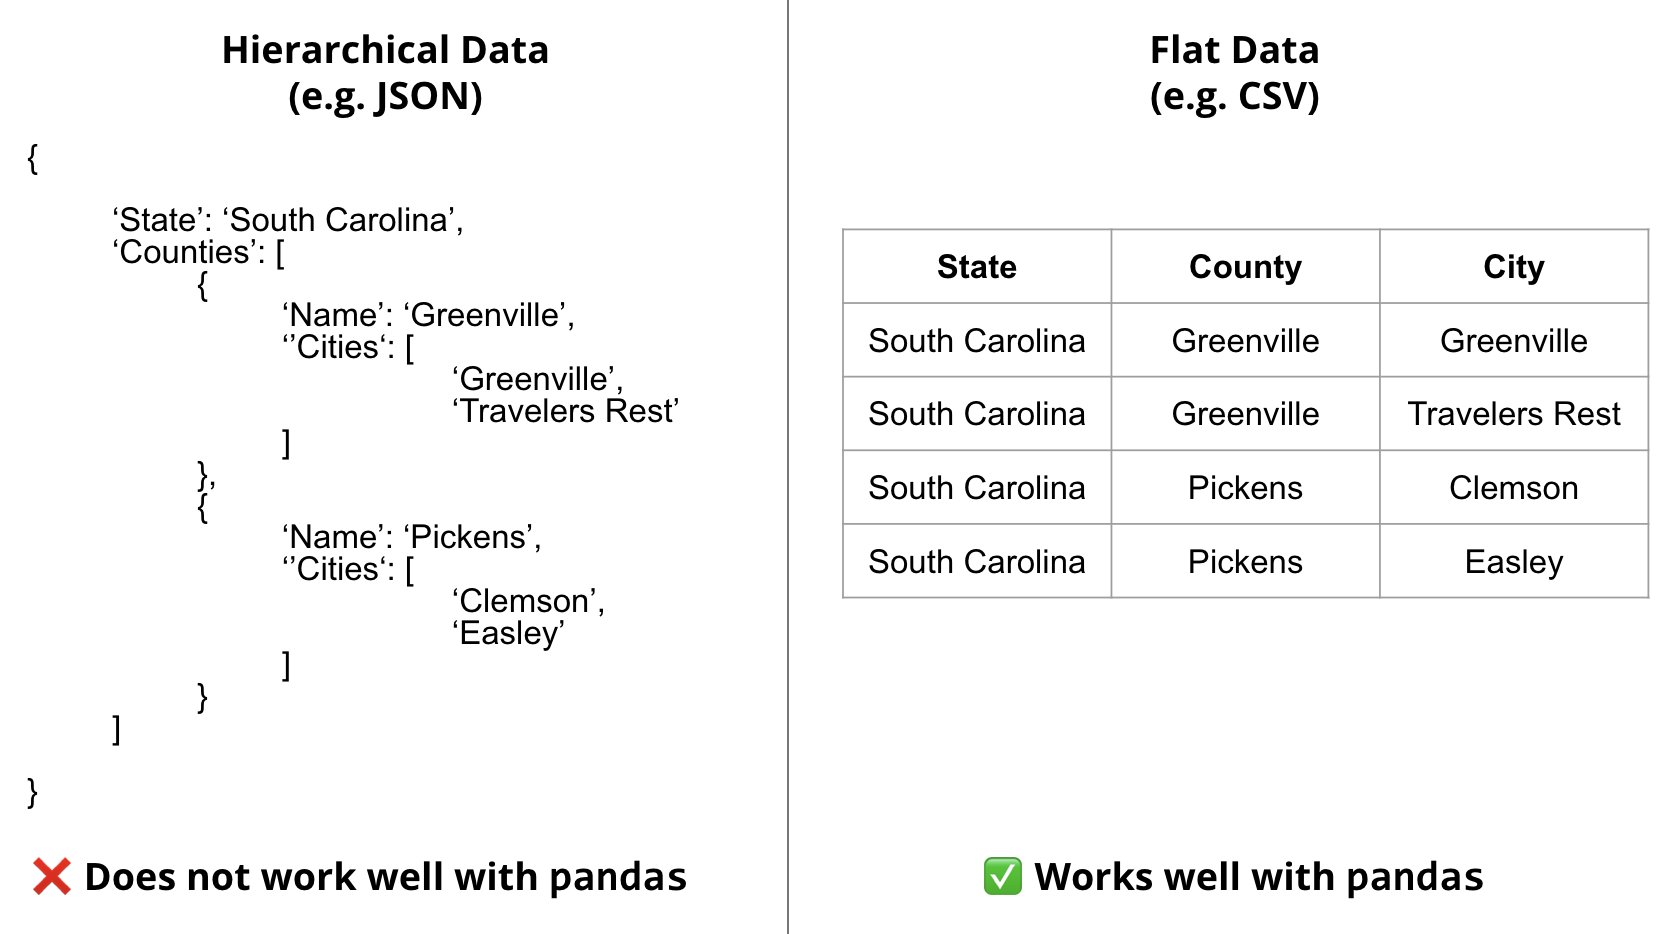 Hierarchical Data
(e.g. JSON)
{
‘State’: ‘South Carolina’,
‘Counties’: [
{
‘Name’: ‘Greenville’,
‘’Cities‘: [
‘Greenville’,
‘Travelers Rest’
]
},
{
‘Name’: ‘Pickens’,
‘’Cities‘: [
‘Clemson’,
‘Easley’
]
}
]
}
❌ Does not work well with pandas
Flat Data
(e.g. CSV)
State County City
South Carolina Greenville Greenville
South Carolina Greenville Travelers Rest
South Carolina Pickens Clemson
South Carolina Pickens Easley
✅ Works well with pandas